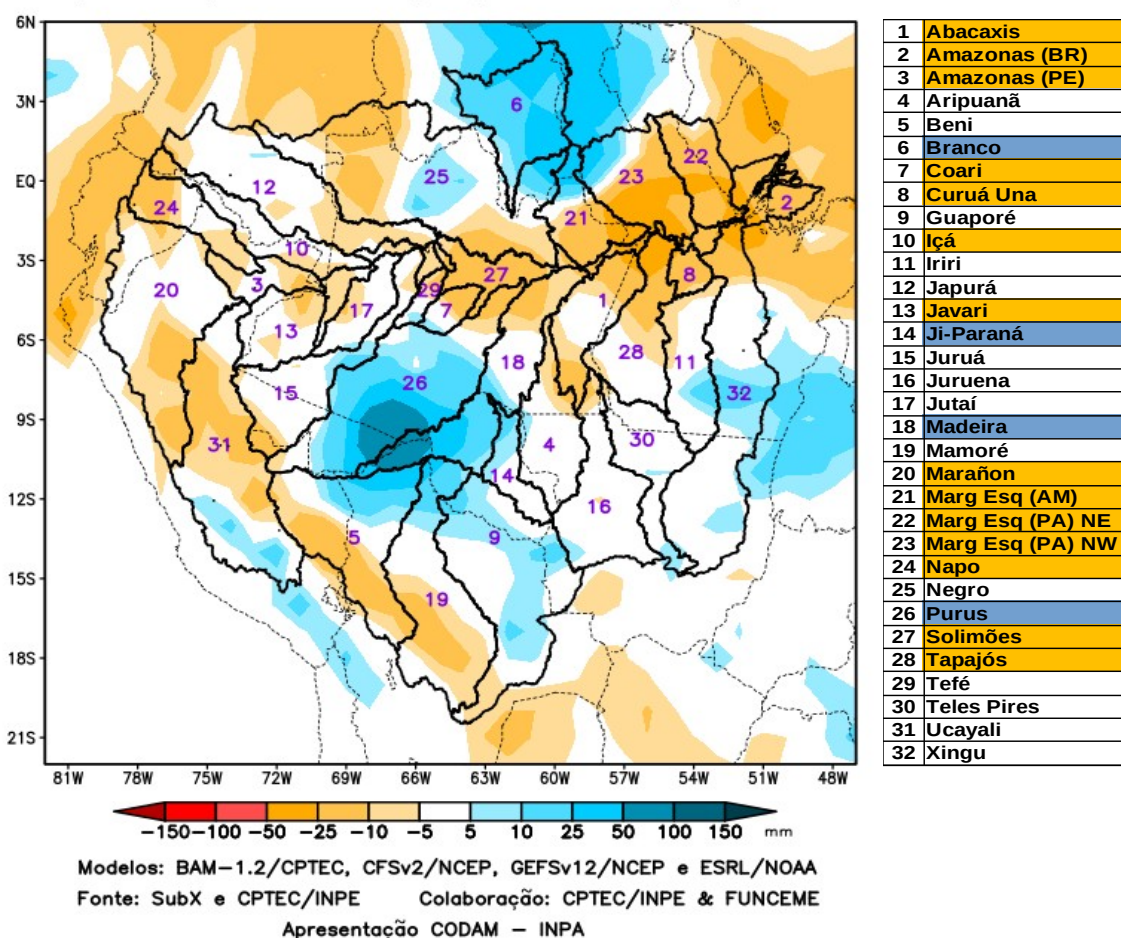 6N
3N
EQ
3S
6S
9S
12S
15S
18S
21S
81W 78W 75W 72W 69W 66W 63W 60W 57W 54W 51W 48W
6
22
12
25
23
24
2
21
10
27
8
3
20
29
1
17
7
13
28
18
11
26
15
32
31
4
30
14
16
5
9
19
1 Abacaxis
2 Amazonas (BR)
3 Amazonas (PE)
4 Aripuanã
5 Beni
6 Branco
7 Coari
8 Curuá Una
9 Guaporé
10 Içá
11 Iriri
12 Japurá
13 Javari
14 Ji-Paraná
15 Juruá
16 Juruena
17 Jutaí
18 Madeira
19 Mamoré
20 Marañon
21 Marg Esq (AM)
22 Marg Esq (PA) NE
23 Marg Esq (PA) NW
24 Napo
25 Negro
26 Purus
27 Solimões
28 Tapajós
29 Tefé
30 Teles Pires
31 Ucayali
32 Xingu
−150 −100 −50 −25 −10 −5 5 10 25 50 100 150 mm
Modelos: BAM−1.2/CPTEC, CFSv2/NCEP, GEFSv12/NCEP e ESRL/NOAA
Fonte: SubX e CPTEC/INPE Colaboração: CPTEC/INPE & FUNCEME
Apresentação CODAM − INPA